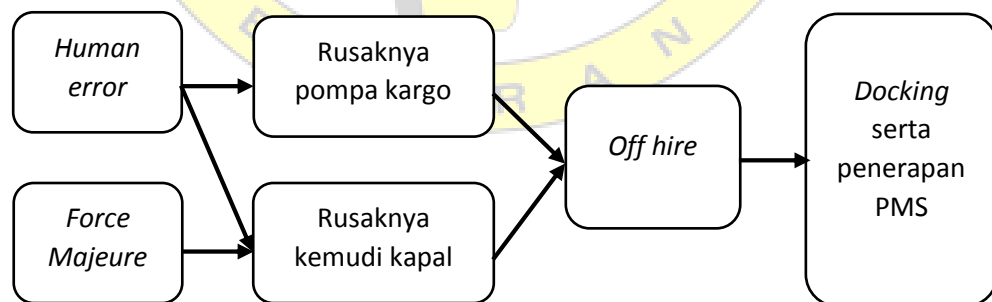 Human
error
Rusaknya
pompa kargo
Force
Majeure
Rusaknya
kemudi kapal
Off hire
Docking
serta
penerapan
PMS